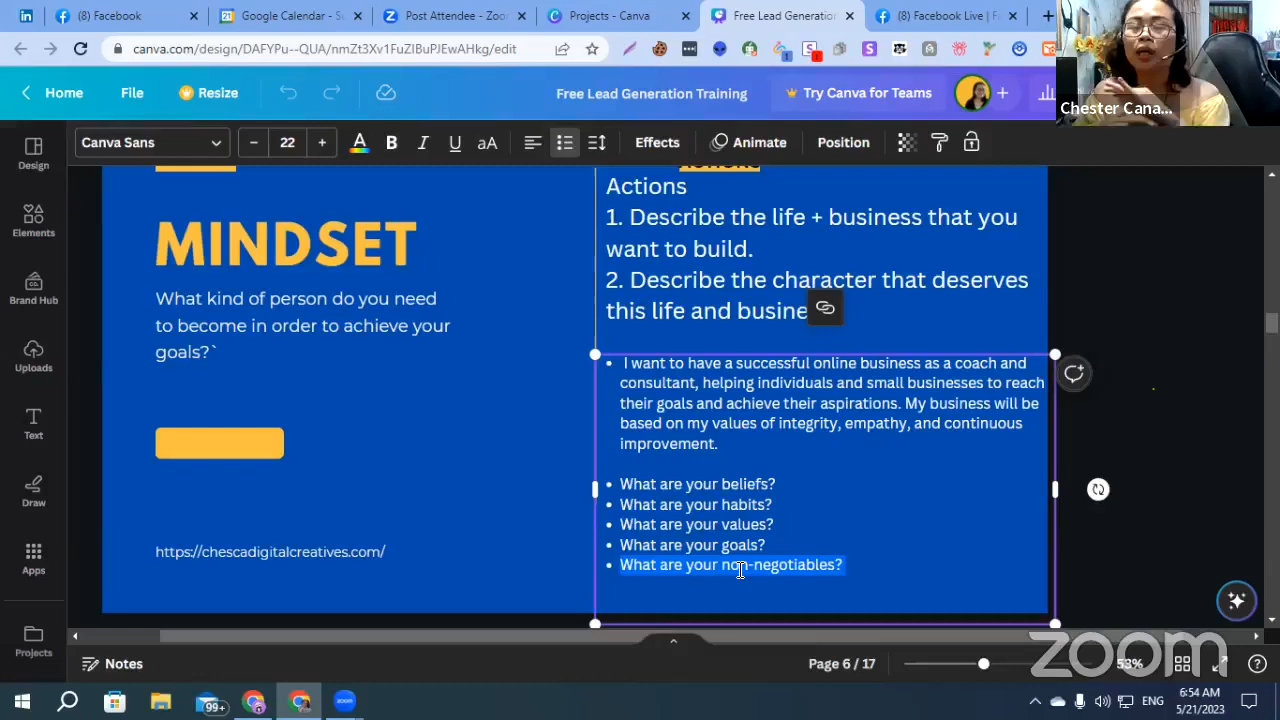 (8) Facebook
Google Calendar - Su
Post Attendee - Zoo
Projects - Canva
Free Lead Generation
(8) Facebook Live | F
canva.com/design/DAFYPu--QUA/nmZt3Xv1FuZIBuPJEwAHkg/edit
Home
File
Resize
Free Lead Generation Training
Try Canva for Teams
Chester Cana...
Canva Sans
22
A
B
I
U
aA
Effects
Animate
Position
Design
Elements
Brand Hub
Uploads
Text
Draw
Apps
Projects
MINDSET
What kind of person do you need
to become in order to achieve your
goals?`
https://chescadigitalcreatives.com/
Actions
1. Describe the life + business that you
want to build.
2. Describe the character that deserves
this life and busine
I want to have a successful online business as a coach and
consultant, helping individuals and small businesses to reach
their goals and achieve their aspirations. My business will be
based on my values of integrity, empathy, and continuous
improvement.
What are your beliefs?
What are your habits?
What are your values?
What are your goals?
What are your non-negotiables?
Notes
Page 6 / 17
53%
zoom
99+
zoom
ENG
6:54 AM
5/21/2023